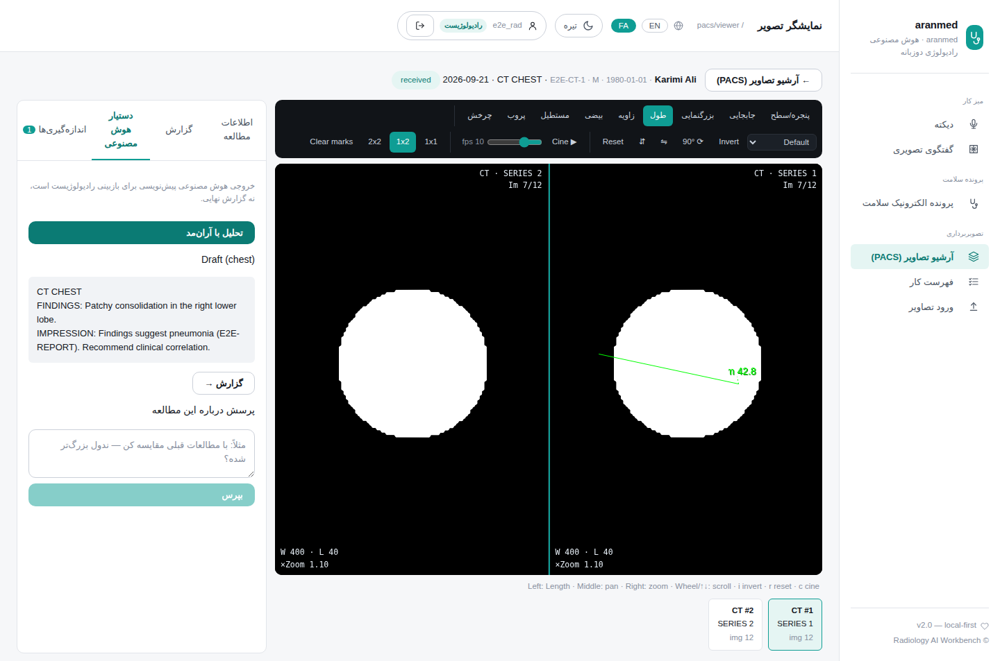 aranmed
aranmed · هوش مصنوعی
رادیولوژی دوزبانه
میز کار
دیکته
گفتگوی تصویری
پرونده سلامت
پرونده الکترونیک سلامت
تصویربرداری
آرشیو تصاویر (PACS)
فهرست کار
ورود تصاویر
v2.0 — local-first
Radiology AI Workbench ©
نمایشگر تصویر
pacs/viewer /
EN
FA
تیره
e2e_rad
رادیولوژیست
← آرشیو تصاویر (PACS)
Karimi Ali · E2E-CT-1 · M · 1980-01-01 · CT CHEST · 2026-09-21
received
پنجره/سطح
جابجایی
بزرگنمایی
طول
زاویه
بیضی
مستطیل
پروب
چرخش
Default
Invert
90° ⟳
⇋
⇵
Reset
Cine ▶
10 fps
1x1
1x2
2x2
Clear marks
CT · SERIES 1
Im 7/12
42.8
W 400 · L 40
×Zoom 1.10
CT · SERIES 2
Im 7/12
W 400 · L 40
×Zoom 1.10
Left: Length · Middle: pan · Right: zoom · Wheel/↑↓: scroll · i invert · r reset · c cine
CT #1
SERIES 1
12 img
CT #2
SERIES 2
12 img
اطلاعات مطالعه
گزارش
دستیار هوش مصنوعی
اندازه‌گیری‌ها 1
خروجی هوش مصنوعی پیش‌نویسی برای بازبینی رادیولوژیست است،
نه گزارش نهایی.
تحلیل با آران‌مد
Draft (chest)
CT CHEST
FINDINGS: Patchy consolidation in the right lower
lobe.
IMPRESSION: Findings suggest pneumonia (E2E-
REPORT). Recommend clinical correlation.
گزارش →
پرسش درباره این مطالعه
مثلاً: با مطالعات قبلی مقایسه کن — ندول بزرگ‌تر
شده؟
بپرس